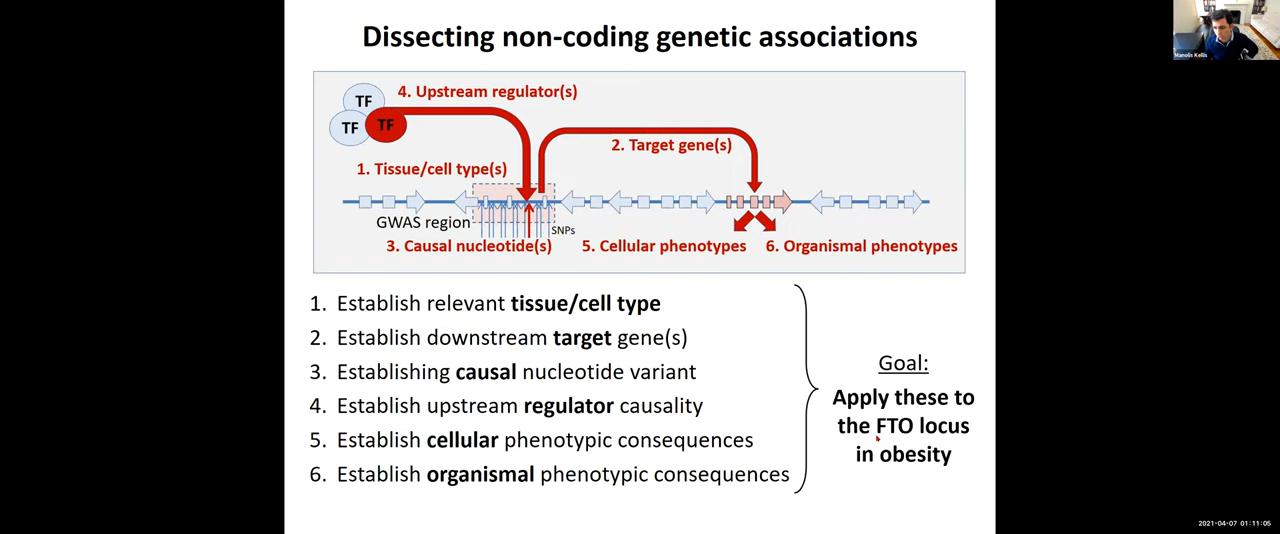 Dissecting non-coding genetic associations
TF
TF
TF
4. Upstream regulator(s)
2. Target gene(s)
1. Tissue/cell type(s)
GWAS region
SNPs
3. Causal nucleotide(s)
5. Cellular phenotypes
6. Organismal phenotypes
1. Establish relevant tissue/cell type
2. Establish downstream target gene(s)
3. Establishing causal nucleotide variant
4. Establish upstream regulator causality
5. Establish cellular phenotypic consequences
6. Establish organismal phenotypic consequences
Goal:
Apply these to
the FTO locus
in obesity
Manolis Kellis
2021-04-07 01:11:05